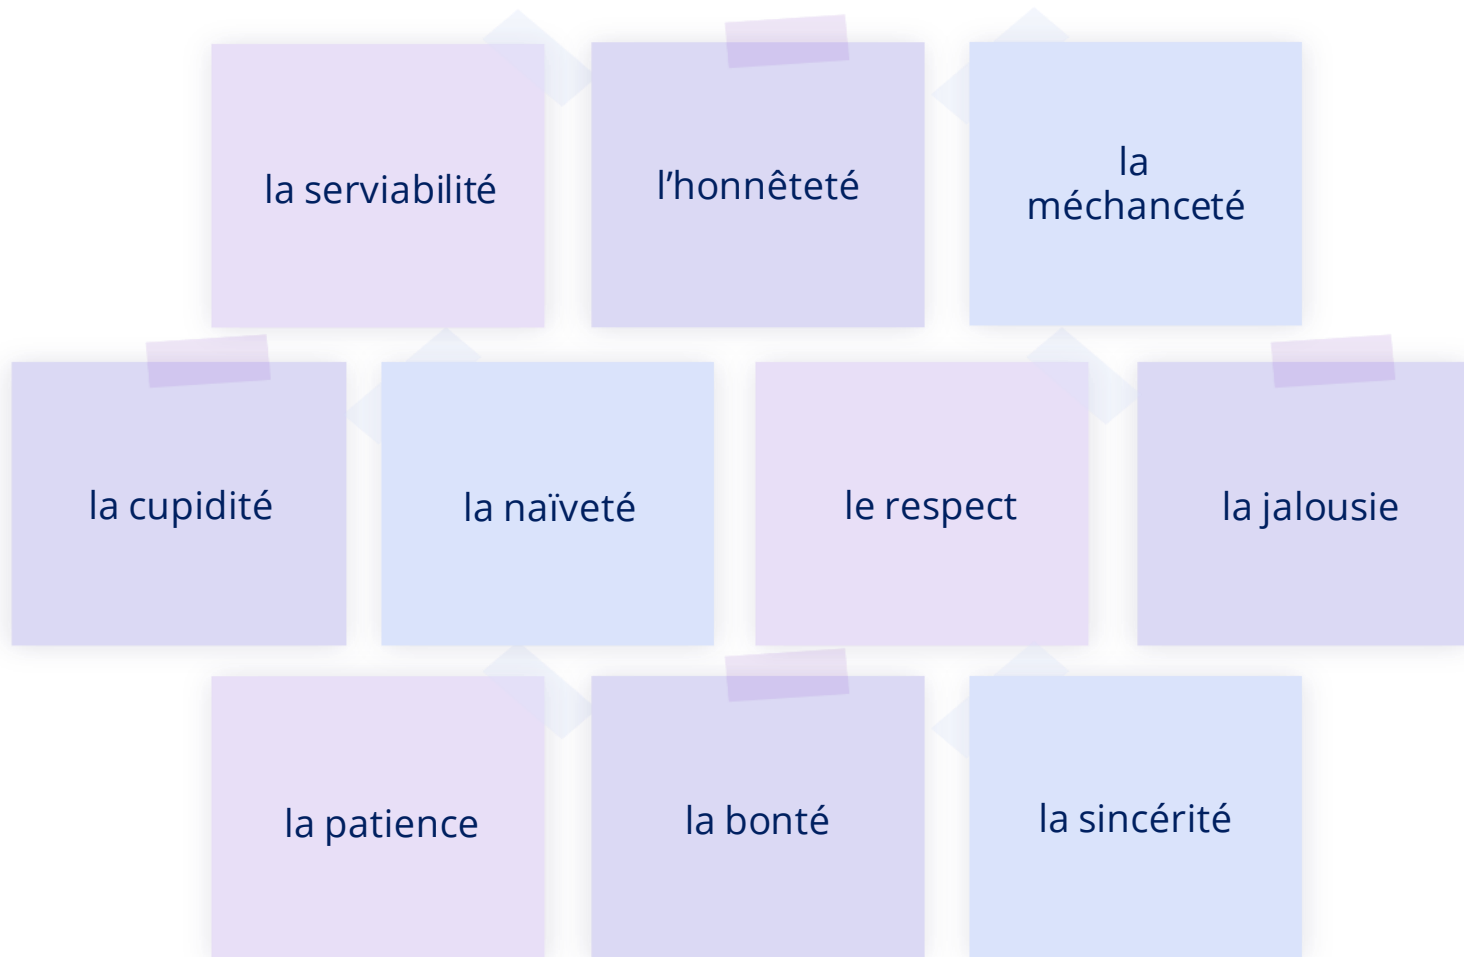 la serviabilité
l’honnêteté
la
méchanceté
la cupidité
la naïveté
le respect
la jalousie
la patience
la bonté
la sincérité